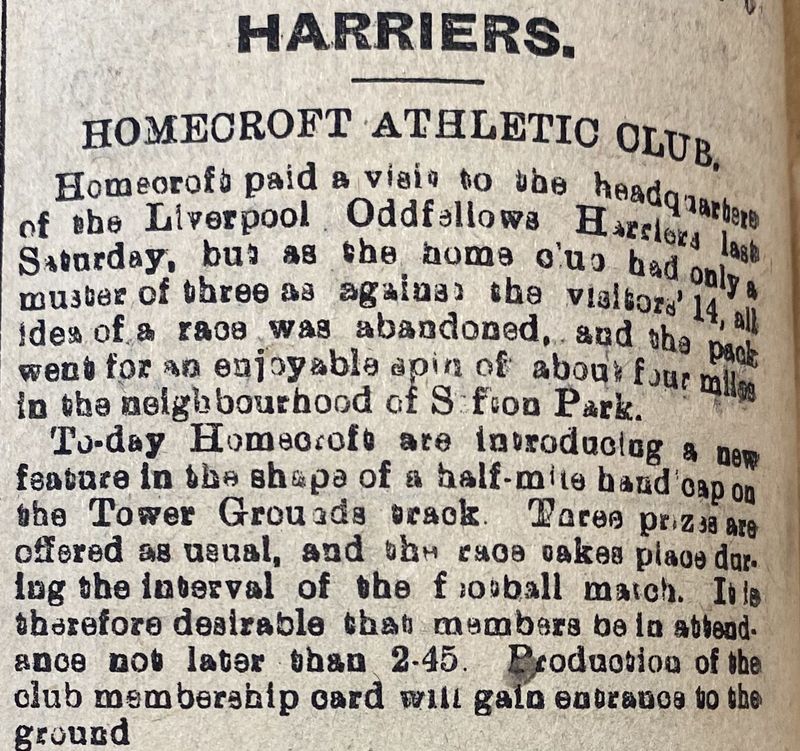 HARRIERS.
HOMECROFT ATHLETIC CLUB.
Homecroft paid a visit to the headquarters
of the Liverpool Oddfellows Harriers last
Saturday, but as the home club had only a
muster of three as against the visitors' 14, all
idea of a race was abandoned, and the pack
went for an enjoyable spin of about four miles
in the neighbourhood of Sefton Park.
To-day Homecroft are introducing a new
feature in the shape of a half-mile handicap on
the Tower Grounds track. Three prizes are
offered as usual, and the race takes place dur-
ing the interval of the football match. It is
therefore desirable that members be in attend-
ance not later than 2-45. Production of the
club membership card will gain entrance to the
ground